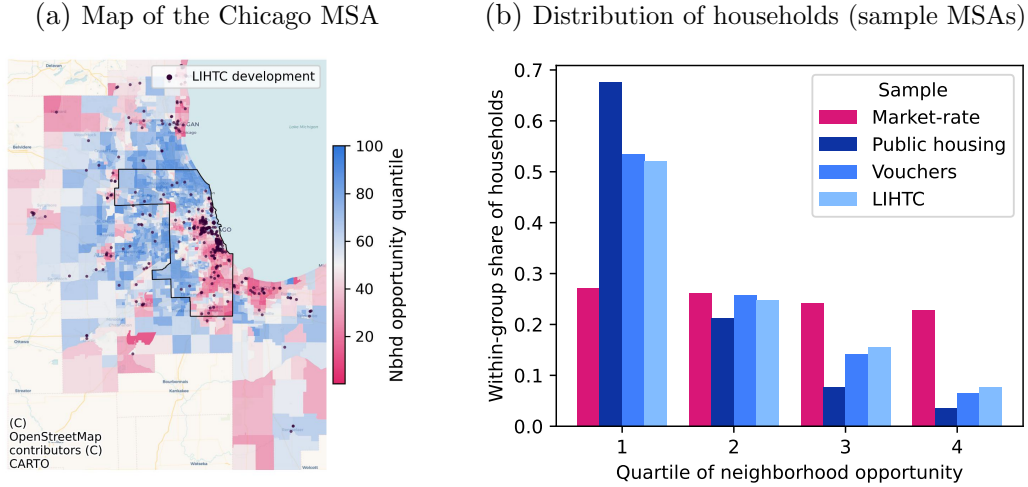 (a) Map of the Chicago MSA
LIHTC development
100
80
60
40
20
Nbhd opportunity quantile
(C)
OpenStreetMap
contributors (C)
CARTO
(b) Distribution of households (sample MSAs)
Within-group share of households
0.7
0.6
0.5
0.4
0.3
0.2
0.1
0.0
Sample
Market-rate
Public housing
Vouchers
LIHTC
1 2 3 4
Quartile of neighborhood opportunity